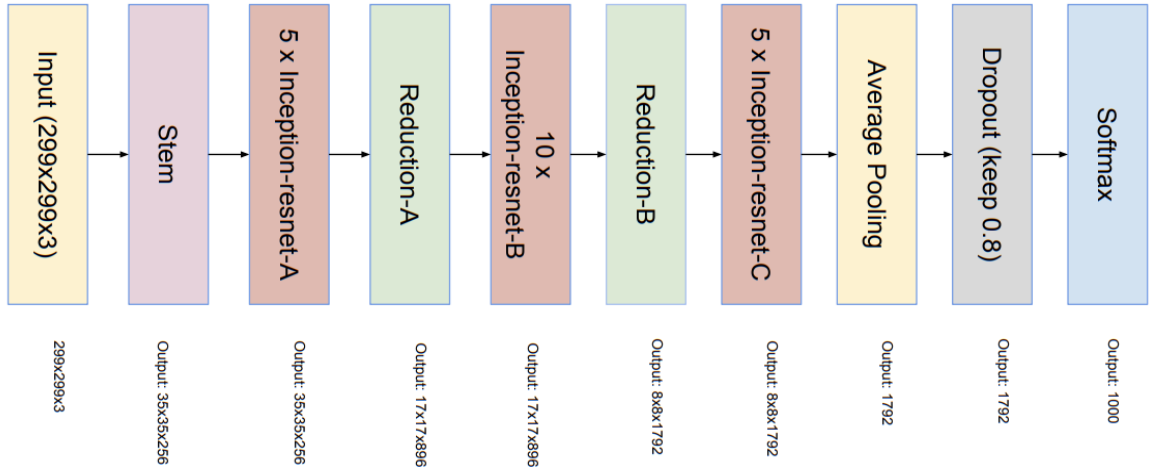 Input (299x299x3)
Stem
5 x Inception-resnet-A
Reduction-A
10 x
Inception-resnet-B
Reduction-B
5 x Inception-resnet-C
Average Pooling
Dropout (keep 0.8)
Softmax
299x299x3
Output: 35x35x256
Output: 35x35x256
Output: 17x17x896
Output: 17x17x896
Output: 8x8x1792
Output: 8x8x1792
Output: 1792
Output: 1792
Output: 1000